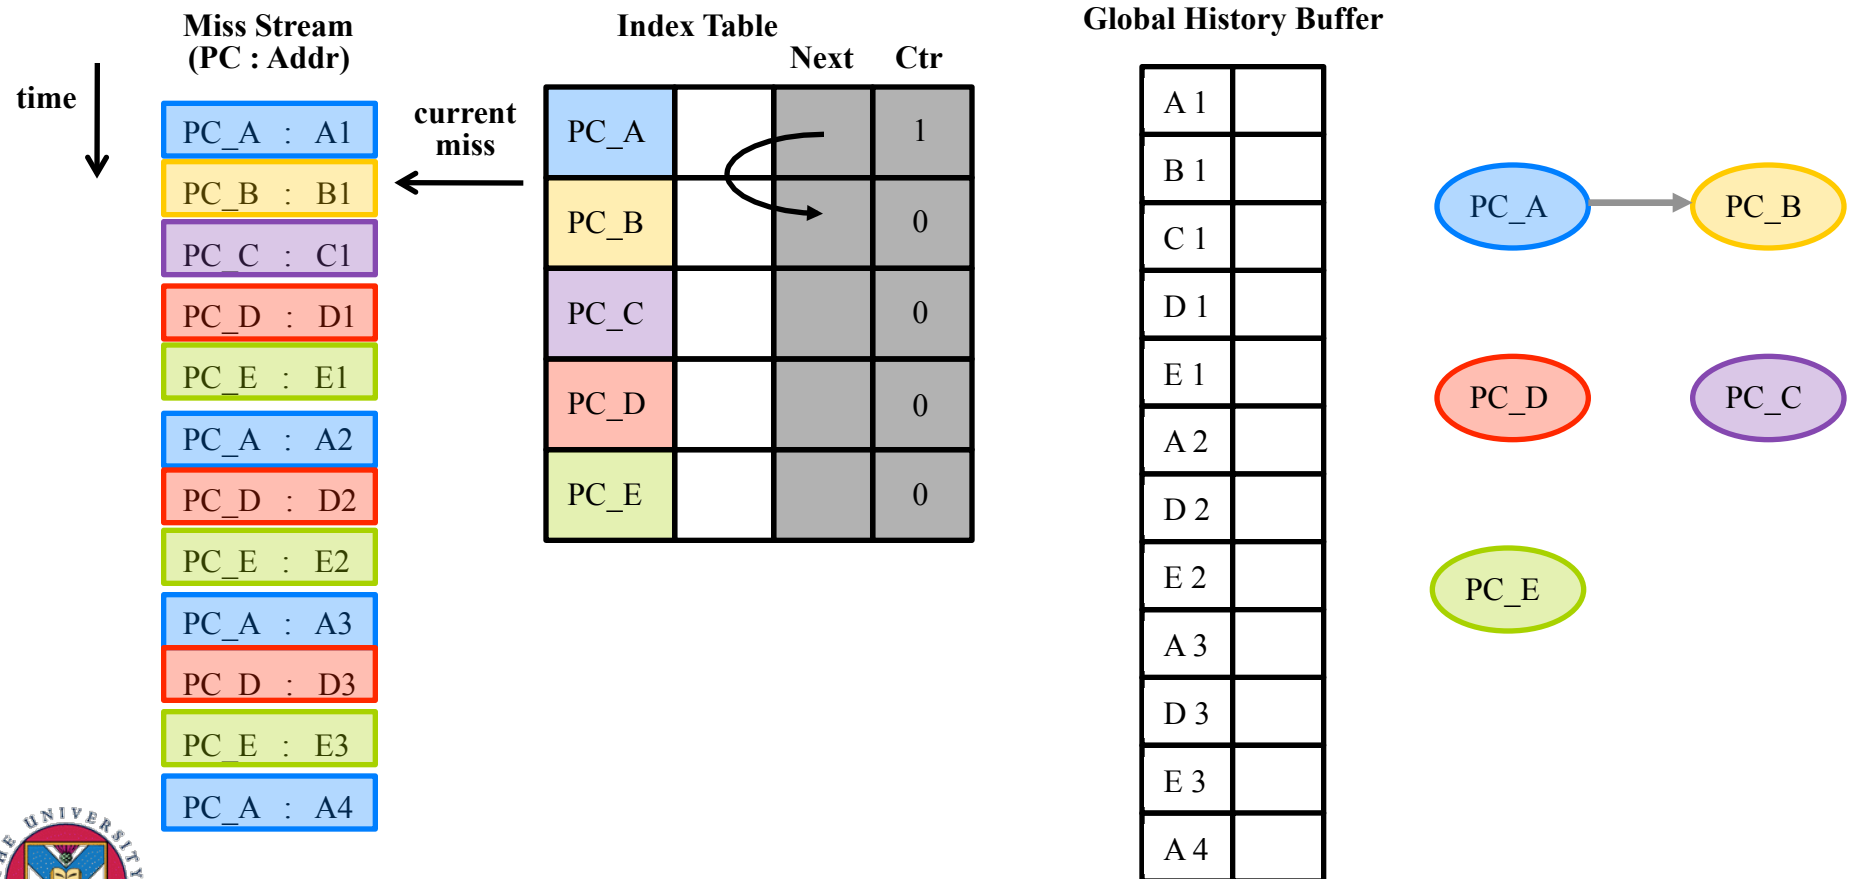 Miss Stream
(PC : Addr)
time
PC_A : A1
PC_B : B1
PC_C : C1
PC_D : D1
PC_E : E1
PC_A : A2
PC_D : D2
PC_E : E2
PC_A : A3
PC_D : D3
PC_E : E3
PC_A : A4
current
miss
Index Table
Next Ctr
PC_A 1
PC_B 0
PC_C 0
PC_D 0
PC_E 0
Global History Buffer
A 1
B 1
C 1
D 1
E 1
A 2
D 2
E 2
A 3
D 3
E 3
A 4
PC_A PC_B
PC_D PC_C
PC_E
THE UNIVERSITY